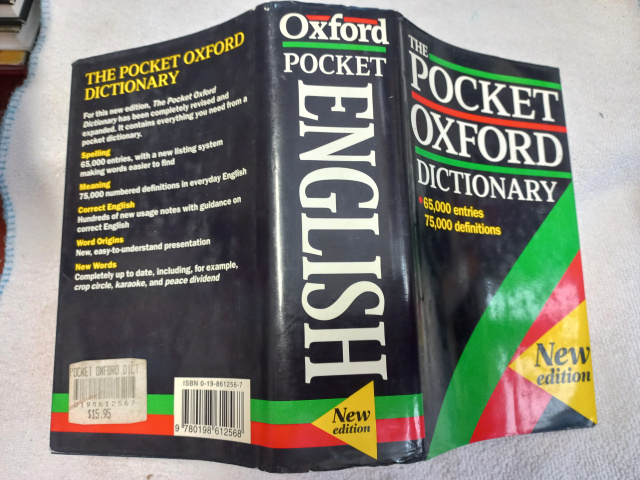 THE POCKET OXFORD
DICTIONARY
For this new edition, The Pocket Oxford
Dictionary has been completely revised and
expanded. It contains everything you need from a
pocket dictionary.
Spelling
65,000 entries, with a new listing system
making words easier to find
Meaning
75,000 numbered definitions in everyday English
Correct English
Hundreds of new usage notes with guidance on
correct English
Word Origins
New, easy-to-understand presentation
New Words
Completely up to date, including, for example,
crop circle, karaoke, and peace dividend
POCKET OXFORD DICT
0198612567
$15.95
ISBN 0-19-861256-7
9 780198 612568
Oxford
POCKET
ENGLISH
New
edition
THE
POCKET
OXFORD
DICTIONARY
*65,000 entries
75,000 definitions
New
edition